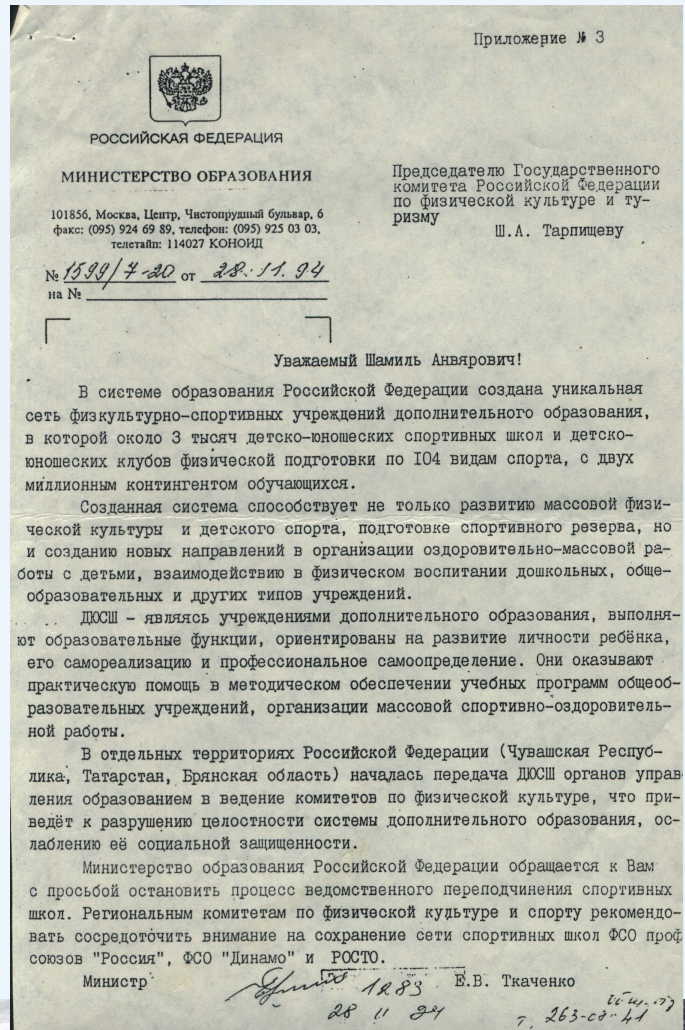 Приложение № 3
РОССИЙСКАЯ ФЕДЕРАЦИЯ
МИНИСТЕРСТВО ОБРАЗОВАНИЯ
101856, Москва, Центр, Чистопрудный бульвар, 6
факс: (095) 924 69 89, телефон: (095) 925 03 03,
телетайп: 114027 КОНОИД
№ 1599/7-20 от 28.11.94
на №
Председателю Государственного
комитета Российской Федерации
по физической культуре и ту-
ризму
Ш.А. Тарпищеву
Уважаемый Шамиль Анвярович!
В системе образования Российской Федерации создана уникальная
сеть физкультурно-спортивных учреждений дополнительного образования,
в которой около 3 тысяч детско-юношеских спортивных школ и детско-
юношеских клубов физической подготовки по I04 видам спорта, с двух
миллионным контингентом обучающихся.
Созданная система способствует не только развитию массовой физи-
ческой культуры и детского спорта, подготовке спортивного резерва, но
и созданию новых направлений в организации оздоровительно-массовой ра-
боты с детьми, взаимодействию в физическом воспитании дошкольных, обще-
образовательных и других типов учреждений.
ДЮСШ - являясь учреждениями дополнительного образования, выполня-
ют образовательные функции, ориентированы на развитие личности ребёнка,
его самореализацию и профессиональное самоопределение. Они оказывают
практическую помощь в методическом обеспечении учебных программ общеоб-
разовательных учреждений, организации массовой спортивно-оздоровитель-
ной работы.
В отдельных территориях Российской Федерации (Чувашская Респуб-
лика, Татарстан, Брянская область) началась передача ДЮСШ органов управ
ления образованием в ведение комитетов по физической культуре, что при-
ведёт к разрушению целостности системы дополнительного образования, ос-
лаблению её социальной защищенности.
Министерство образования Российской Федерации обращается к Вам
с просьбой остановить процесс ведомственного переподчинения спортивных
школ. Региональным комитетам по физической культуре и спорту рекомендо-
вать сосредоточить внимание на сохранение сети спортивных школ ФСО проф
союзов "Россия", ФСО "Динамо" и РОСТО.
Министр Е.В. Ткаченко
1283
28 11 94